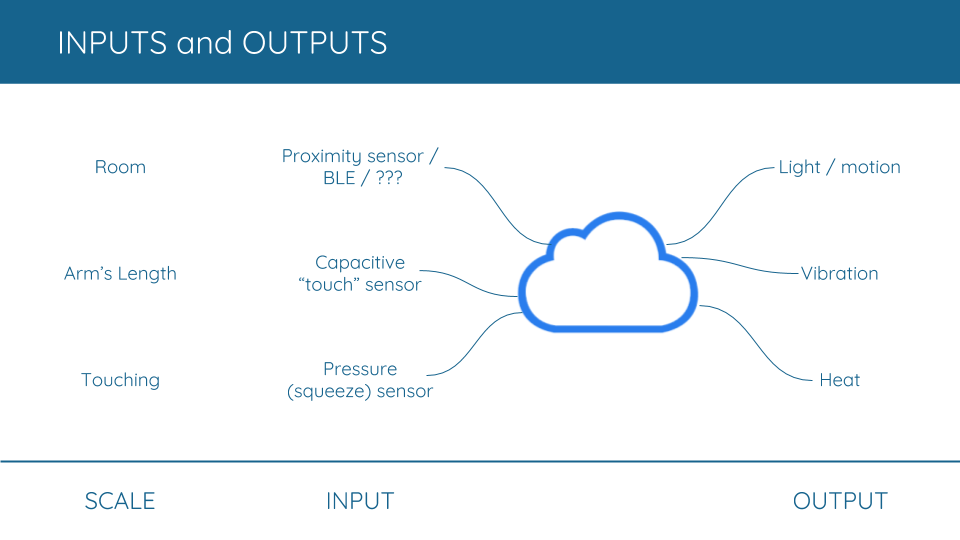 INPUTS and OUTPUTS
Room
Proximity sensor /
BLE / ???
Light / motion
Arm’s Length
Capacitive
“touch” sensor
Vibration
Touching
Pressure
(squeeze) sensor
Heat
SCALE
INPUT
OUTPUT